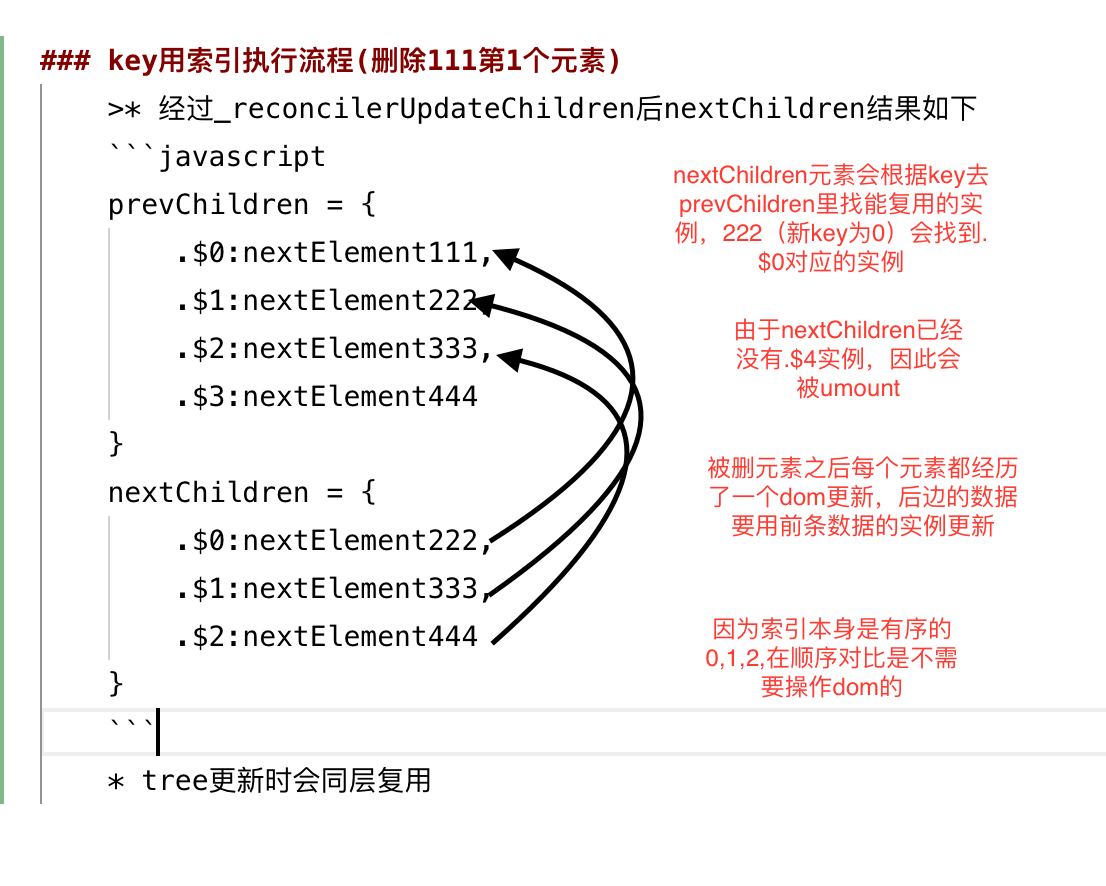 ### key用索引执行流程(删除111第1个元素)
>* 经过_reconcilerUpdateChildren后nextChildren结果如下
```javascript
prevChildren = {
.$0:nextElement111,
.$1:nextElement222,
.$2:nextElement333,
.$3:nextElement444
}
nextChildren = {
.$0:nextElement222,
.$1:nextElement333,
.$2:nextElement444
}
```
* tree更新时会同层复用
nextChildren元素会根据key去
prevChildren里找能复用的实
例，222（新key为0）会找到.
$0对应的实例
由于nextChildren已经
没有.$4实例，因此会
被umount
被删元素之后每个元素都经历
了一个dom更新，后边的数据
要用前条数据的实例更新
因为索引本身是有序的
0,1,2,在顺序对比是不需
要操作dom的